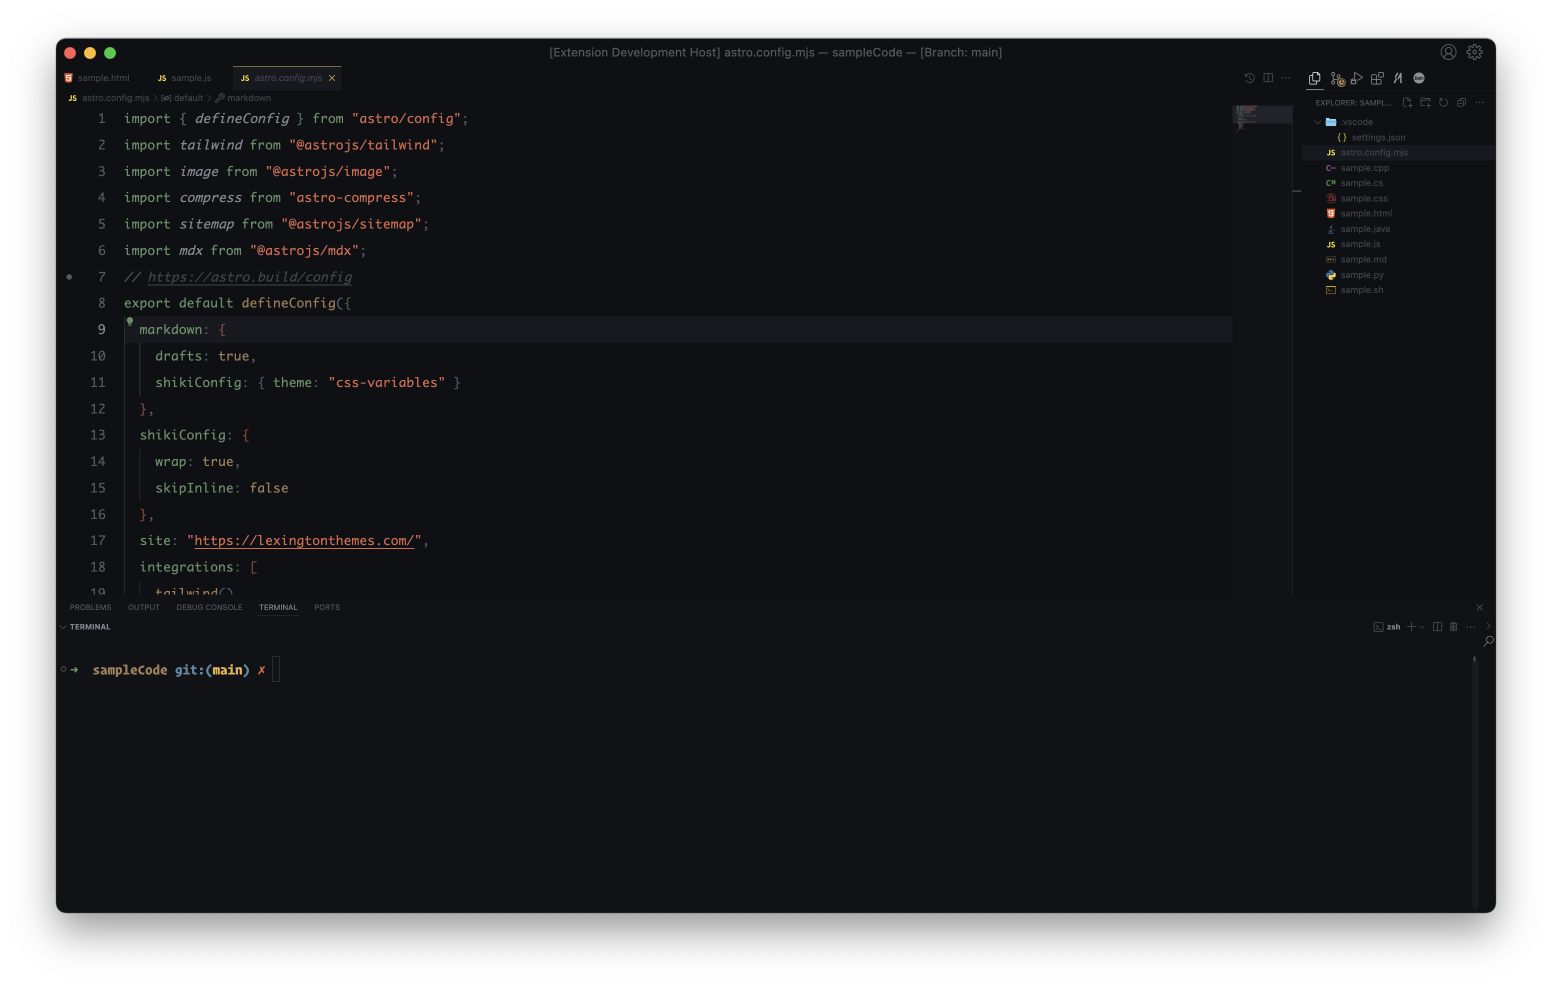 [Extension Development Host] astro.config.mjs — sampleCode — [Branch: main]
sample.html
JS sample.js
JS astro.config.mjs
JS astro.config.mjs > default > markdown
1 import { defineConfig } from "astro/config";
2 import tailwind from "@astrojs/tailwind";
3 import image from "@astrojs/image";
4 import compress from "astro-compress";
5 import sitemap from "@astrojs/sitemap";
6 import mdx from "@astrojs/mdx";
7 // https://astro.build/config
8 export default defineConfig({
9 markdown: {
10 drafts: true,
11 shikiConfig: { theme: "css-variables" }
12 },
13 shikiConfig: {
14 wrap: true,
15 skipInline: false
16 },
17 site: "https://lexingtonthemes.com/",
18 integrations: [
19 tailwind()
EXPLORER: SAMPL...
.vscode
{} settings.json
JS astro.config.mjs
sample.cpp
sample.cs
sample.css
sample.html
sample.java
JS sample.js
sample.md
sample.py
sample.sh
PROBLEMS OUTPUT DEBUG CONSOLE TERMINAL PORTS
TERMINAL
zsh
➜ sampleCode git:(main) ✗